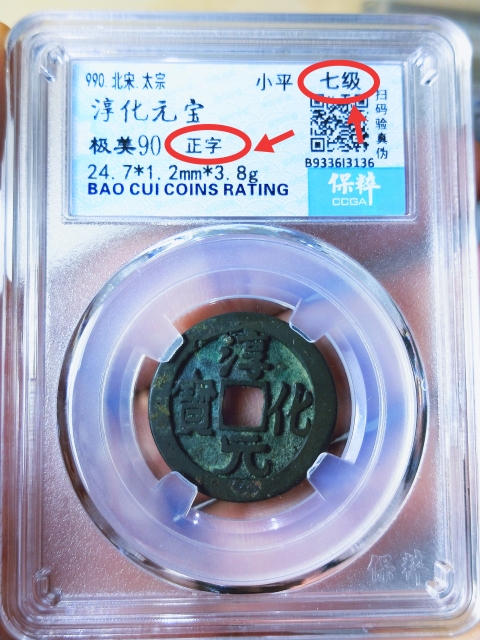 990.北宋.太宗 小平 七级
淳化元宝
极美90 正字
24.7*1.2mm*3.8g
BAO CUI COINS RATING
扫码验真伪
B9336I3136
保粹
CCGA
淳化元寶
保粹